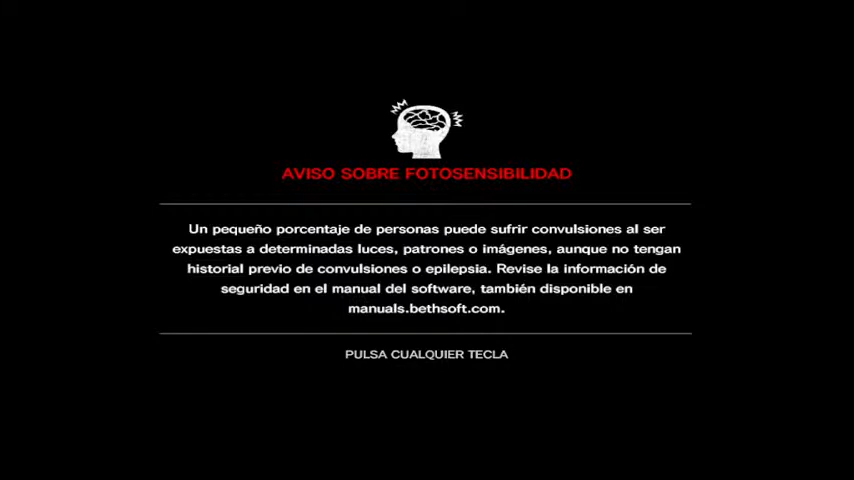 AVISO SOBRE FOTOSENSIBILIDAD
Un pequeño porcentaje de personas puede sufrir convulsiones al ser
expuestas a determinadas luces, patrones o imágenes, aunque no tengan
historial previo de convulsiones o epilepsia. Revise la información de
seguridad en el manual del software, también disponible en
manuals.bethsoft.com.
PULSA CUALQUIER TECLA